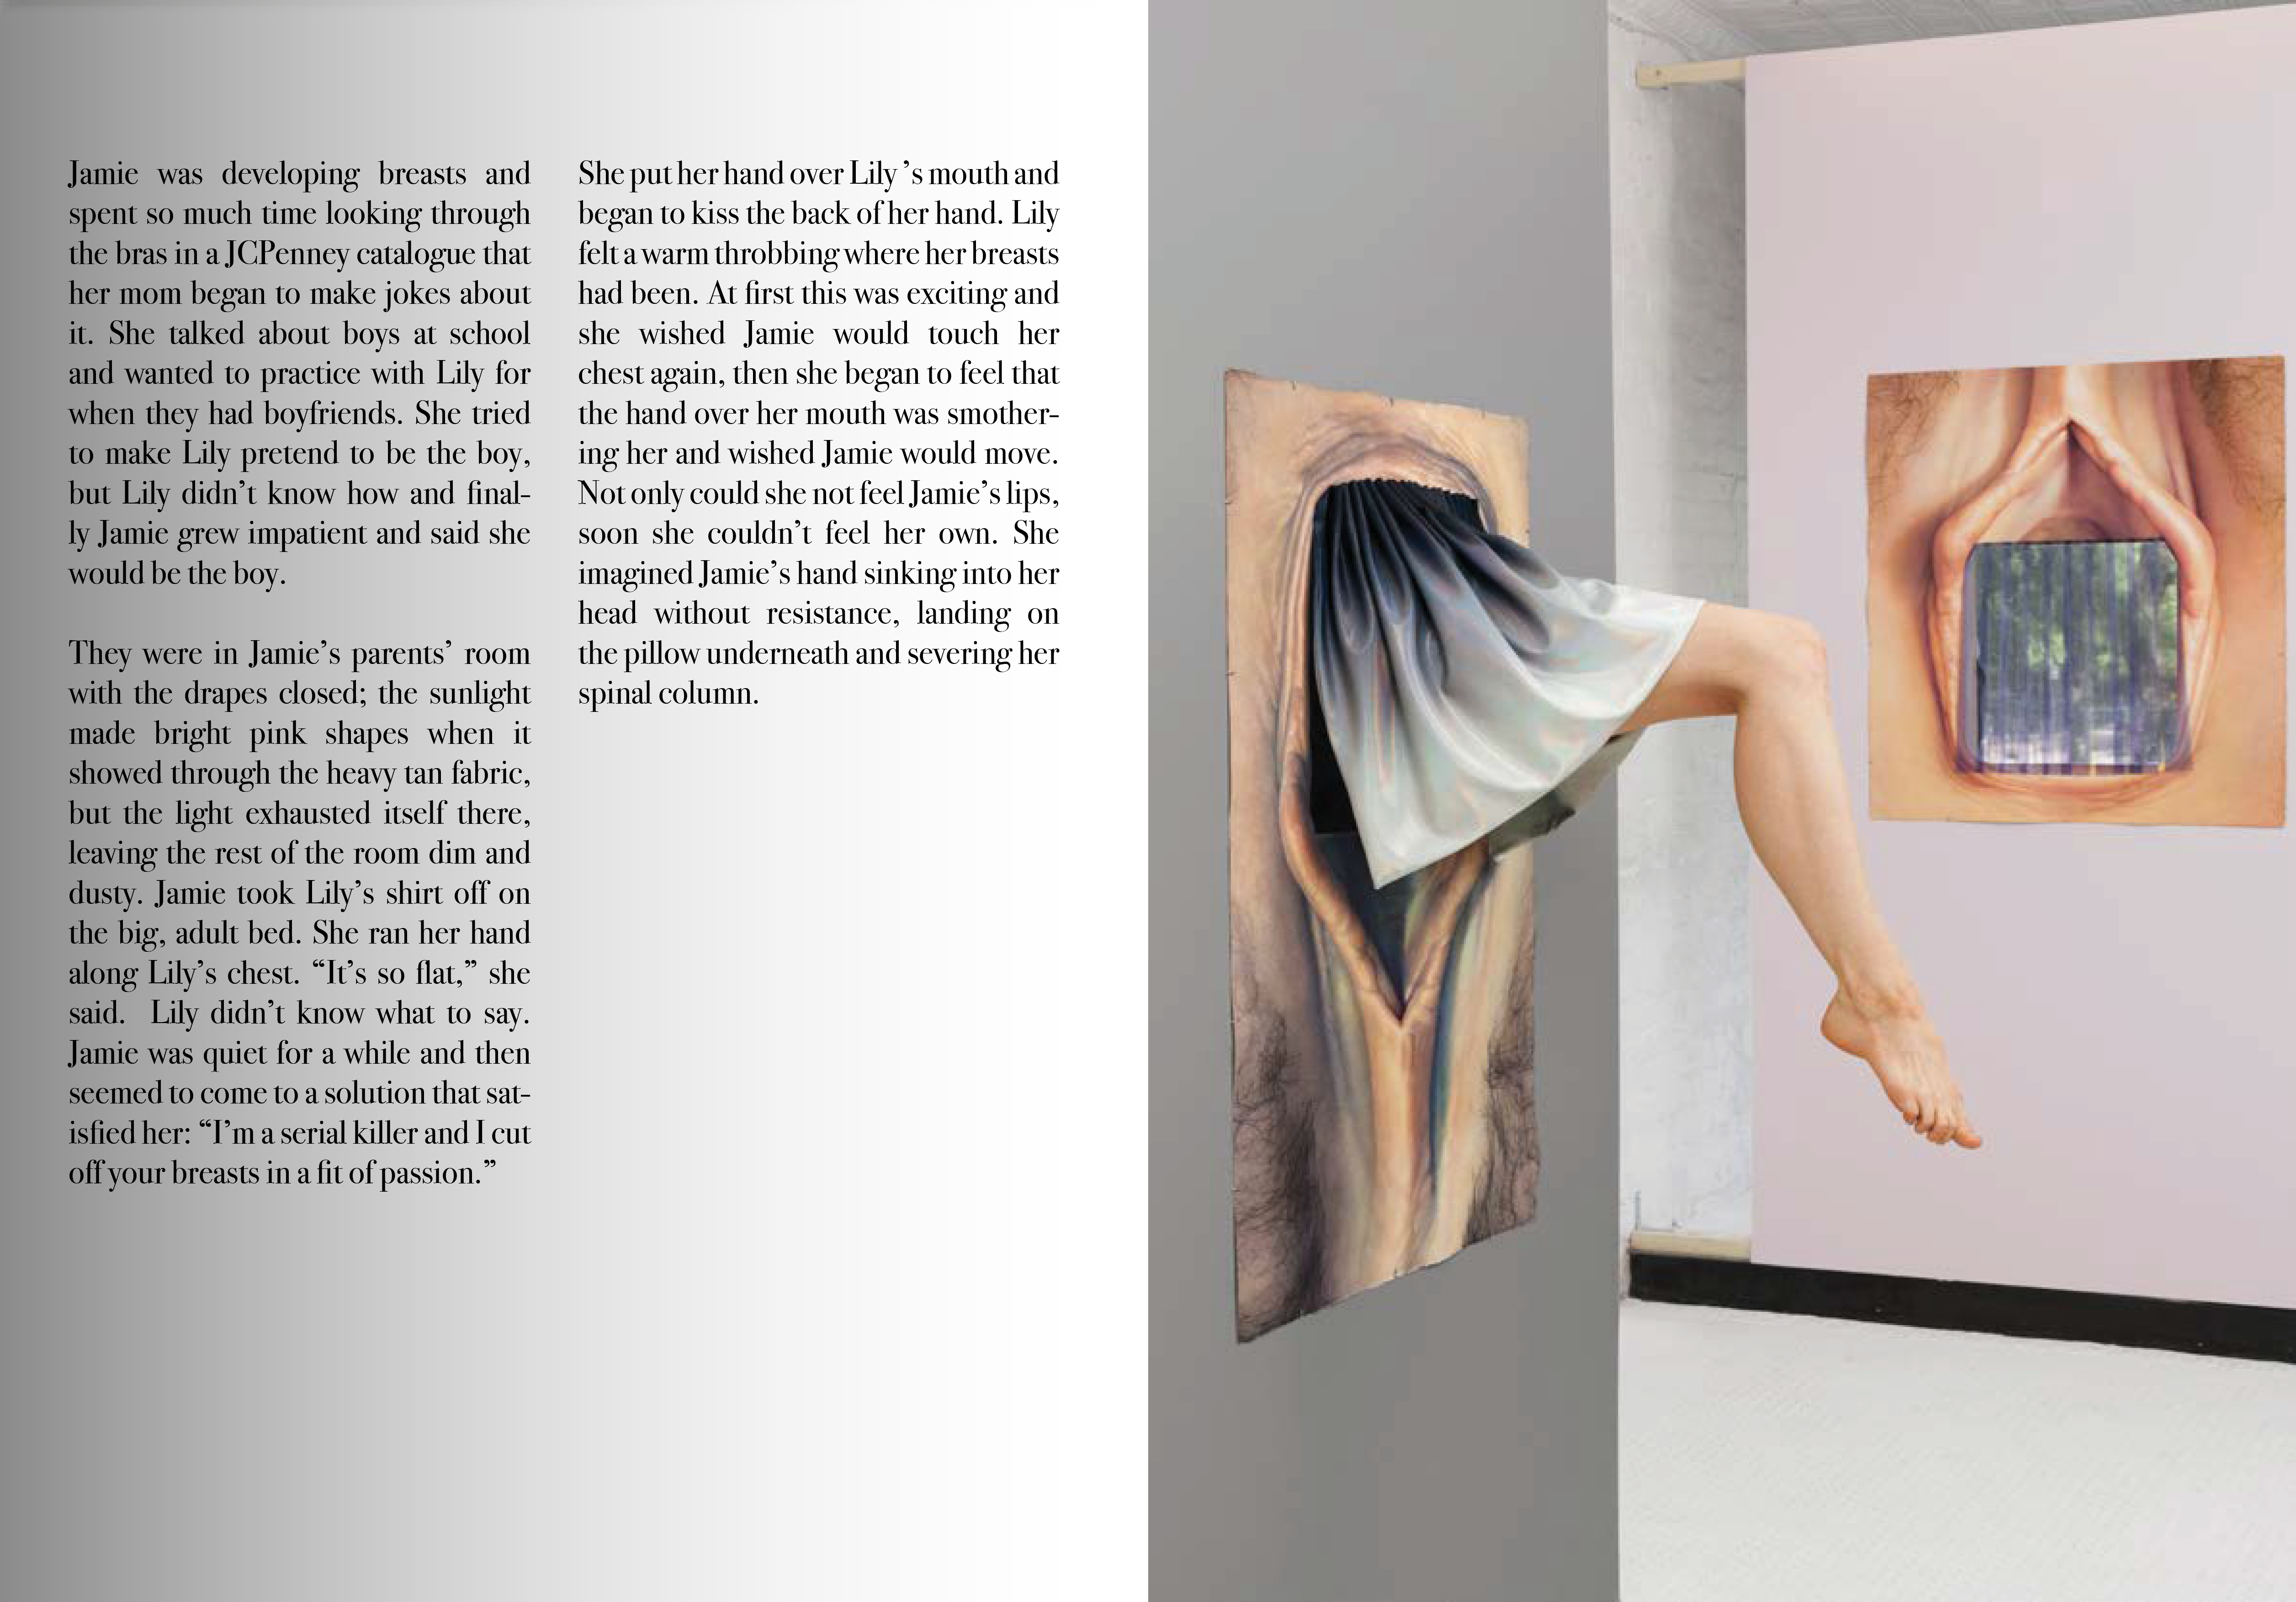 Jamie was developing breasts and
spent so much time looking through
the bras in a JCPenney catalogue that
her mom began to make jokes about
it. She talked about boys at school
and wanted to practice with Lily for
when they had boyfriends. She tried
to make Lily pretend to be the boy,
but Lily didn’t know how and final-
ly Jamie grew impatient and said she
would be the boy.
They were in Jamie’s parents’ room
with the drapes closed; the sunlight
made bright pink shapes when it
showed through the heavy tan fabric,
but the light exhausted itself there,
leaving the rest of the room dim and
dusty. Jamie took Lily’s shirt off on
the big, adult bed. She ran her hand
along Lily’s chest. “It’s so flat,” she
said. Lily didn’t know what to say.
Jamie was quiet for a while and then
seemed to come to a solution that sat-
isfied her: “I’m a serial killer and I cut
off your breasts in a fit of passion.”
She put her hand over Lily ’s mouth and
began to kiss the back of her hand. Lily
felt a warm throbbing where her breasts
had been. At first this was exciting and
she wished Jamie would touch her
chest again, then she began to feel that
the hand over her mouth was smother-
ing her and wished Jamie would move.
Not only could she not feel Jamie’s lips,
soon she couldn’t feel her own. She
imagined Jamie’s hand sinking into her
head without resistance, landing on
the pillow underneath and severing her
spinal column.